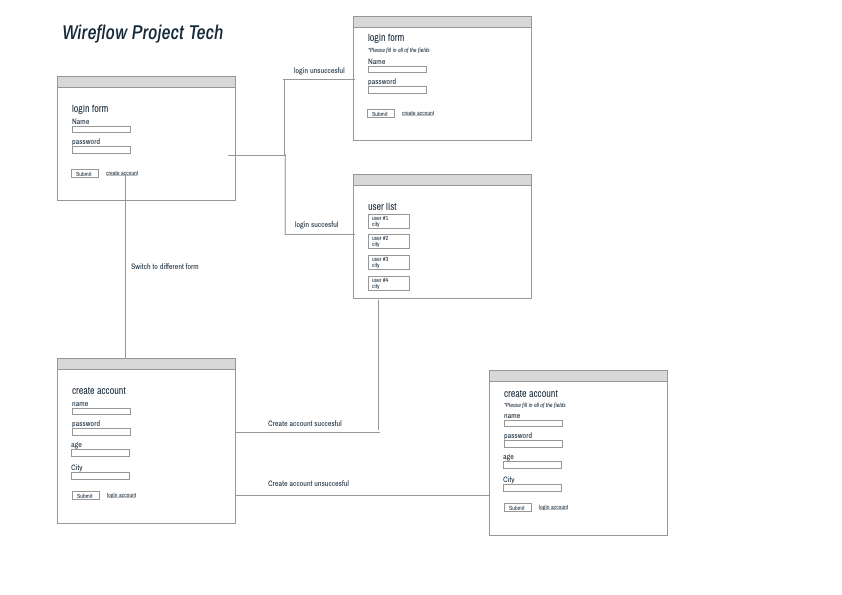 Wireflow Project Tech
login form
Name
password
Submit
create account
login unsuccesful
login form
*Please fill in all of the fields
Name
password
Submit
create account
login succesful
user list
user #1
city
user #2
city
user #3
city
user #4
city
Switch to different form
create account
name
password
age
City
Submit
login account
Create account succesful
Create account unsuccesful
create account
*Please fill in all of the fields
name
password
age
City
Submit
login account